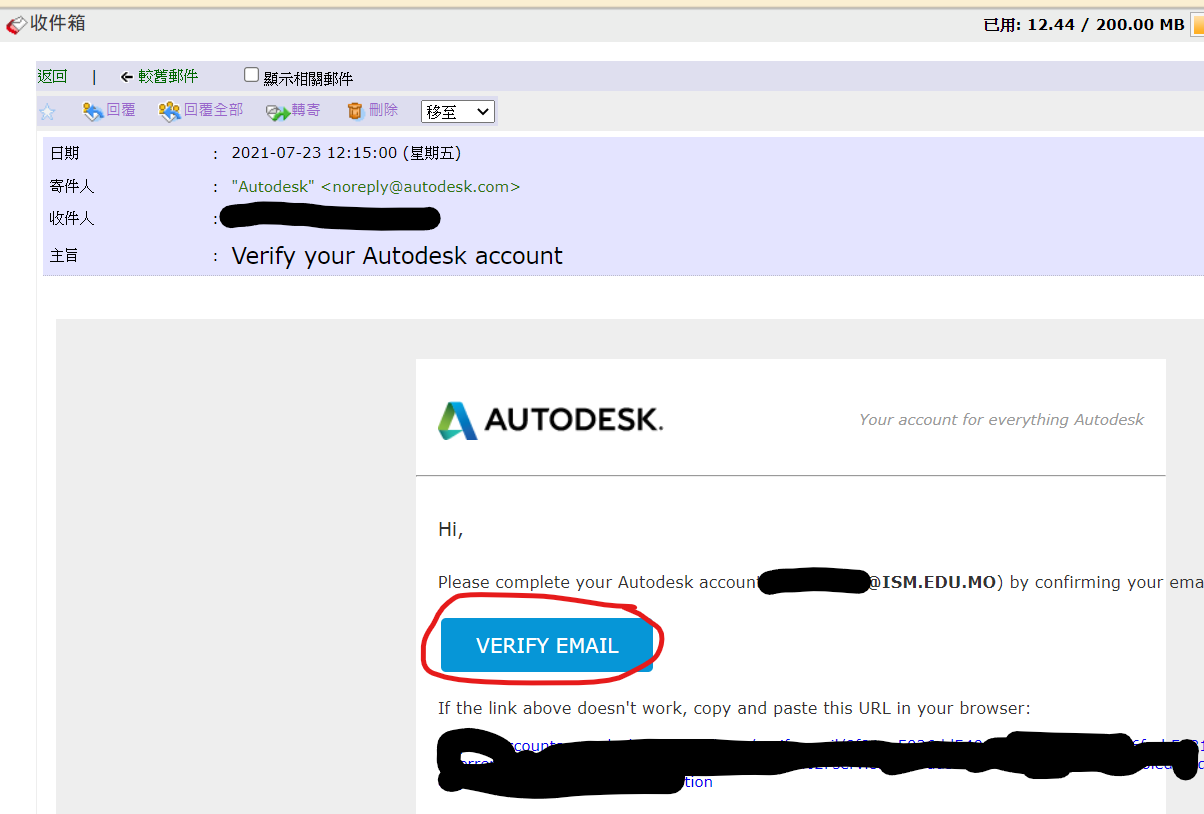 收件箱
已用: 12.44 / 200.00 MB
返回 | ← 較舊郵件 顯示相關郵件
回覆 回覆全部 轉寄 刪除 移至
日期 : 2021-07-23 12:15:00 (星期五)
寄件人 : "Autodesk" <noreply@autodesk.com>
收件人 :
主旨 : Verify your Autodesk account
AUTODESK.
Your account for everything Autodesk
Hi,
Please complete your Autodesk account @ISM.EDU.MO) by confirming your ema
VERIFY EMAIL
If the link above doesn't work, copy and paste this URL in your browser:
tion